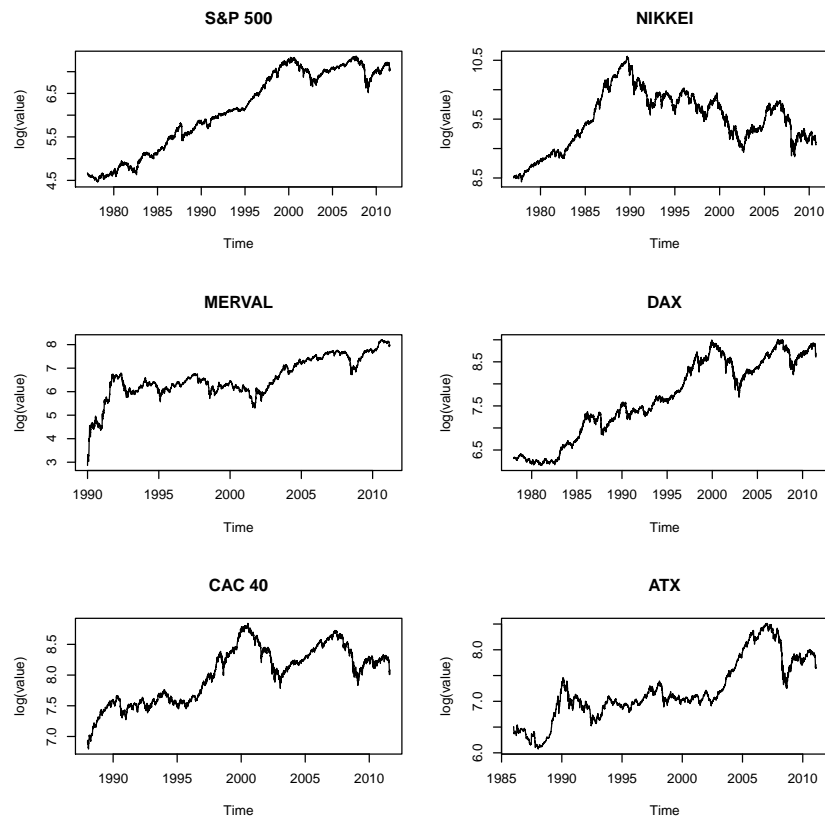 S&P 500
log(value)
4.5 5.5 6.5
1980 1985 1990 1995 2000 2005 2010
Time
NIKKEI
log(value)
8.5 9.5 10.5
1980 1985 1990 1995 2000 2005 2010
Time
MERVAL
log(value)
3 4 5 6 7 8
1990 1995 2000 2005 2010
Time
DAX
log(value)
6.5 7.5 8.5
1980 1985 1990 1995 2000 2005 2010
Time
CAC 40
log(value)
7.0 7.5 8.0 8.5
1990 1995 2000 2005 2010
Time
ATX
log(value)
6.0 7.0 8.0
1985 1990 1995 2000 2005 2010
Time